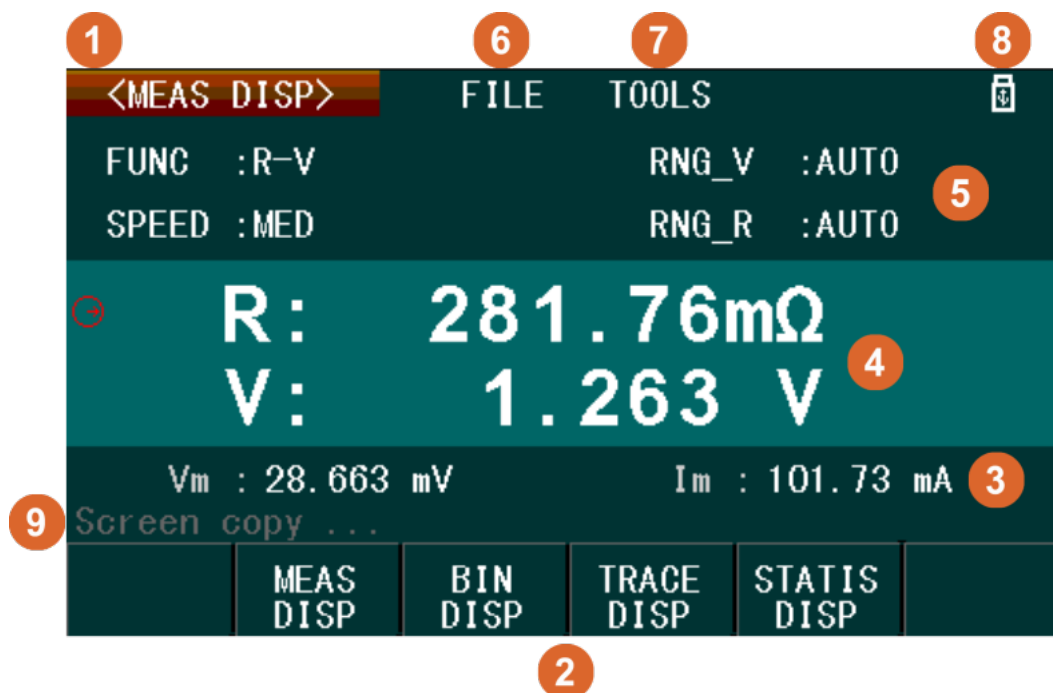 1 6 7 8
<MEAS DISP> FILE TOOLS
FUNC :R-V RNG_V :AUTO
5
SPEED :MED RNG_R :AUTO
R: 281.76mΩ
4
V: 1.263 V
Vm : 28.663 mV Im : 101.73 mA 3
9 Screen copy ...
MEAS DISP BIN DISP TRACE DISP STATIS DISP
2